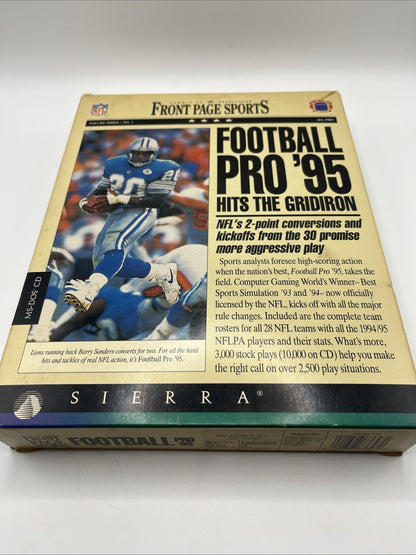 FRONT PAGE SPORTS
NFL
FOOTBALL
PRO '95
HITS THE GRIDIRON
NFL's 2-point conversions and
kickoffs from the 30 promise
more aggressive play
Sports analysts foresee high-scoring action
when the nation's best, Football Pro '95, takes the
field. Computer Gaming World's Winner– Best
Sports Simulation '93 and '94– now officially
licensed by the NFL, kicks off with all the major
rule changes. Included are the complete team
rosters for all 28 NFL teams with all the 1994/95
NFLPA players and their stats. What's more,
3,000 stock plays (10,000 on CD) help you make
the right call on over 2,500 play situations.
20
Lions running back Barry Sanders converts for two. For all the hard
hits and tackles of real NFL action, it's Football Pro '95.
MS-DOS CD
SIERRA®
FRONT PAGE SPORTS FOOTBALL PRO '95